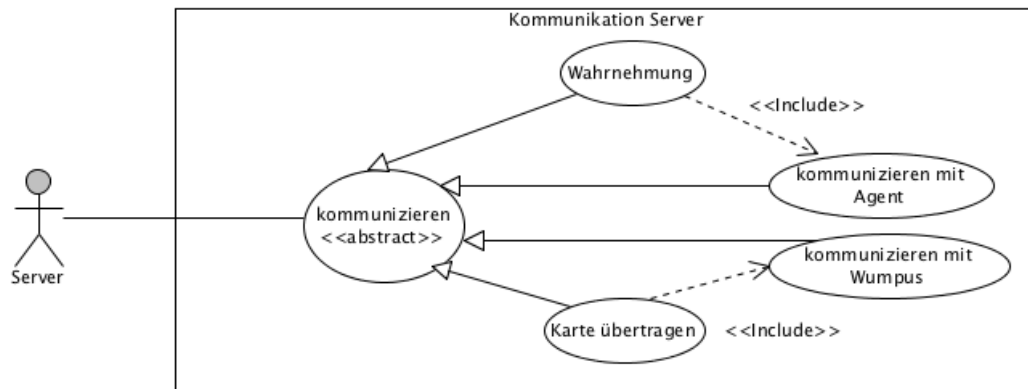 Kommunikation Server
Wahrnehmung
<<Include>>
kommunizieren mit
Agent
kommunizieren
<<abstract>>
kommunizieren mit
Wumpus
Server
Karte übertragen
<<Include>>